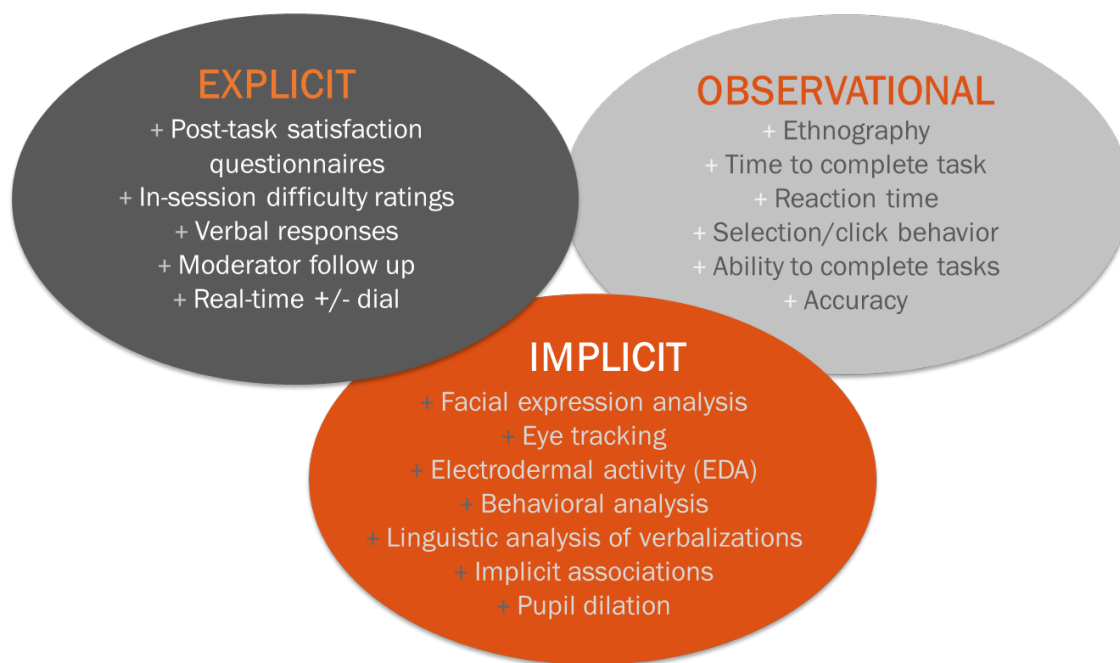 EXPLICIT
+ Post-task satisfaction
questionnaires
+ In-session difficulty ratings
+ Verbal responses
+ Moderator follow up
+ Real-time +/- dial
OBSERVATIONAL
+ Ethnography
+ Time to complete task
+ Reaction time
+ Selection/click behavior
+ Ability to complete tasks
+ Accuracy
IMPLICIT
+ Facial expression analysis
+ Eye tracking
+ Electrodermal activity (EDA)
+ Behavioral analysis
+ Linguistic analysis of verbalizations
+ Implicit associations
+ Pupil dilation